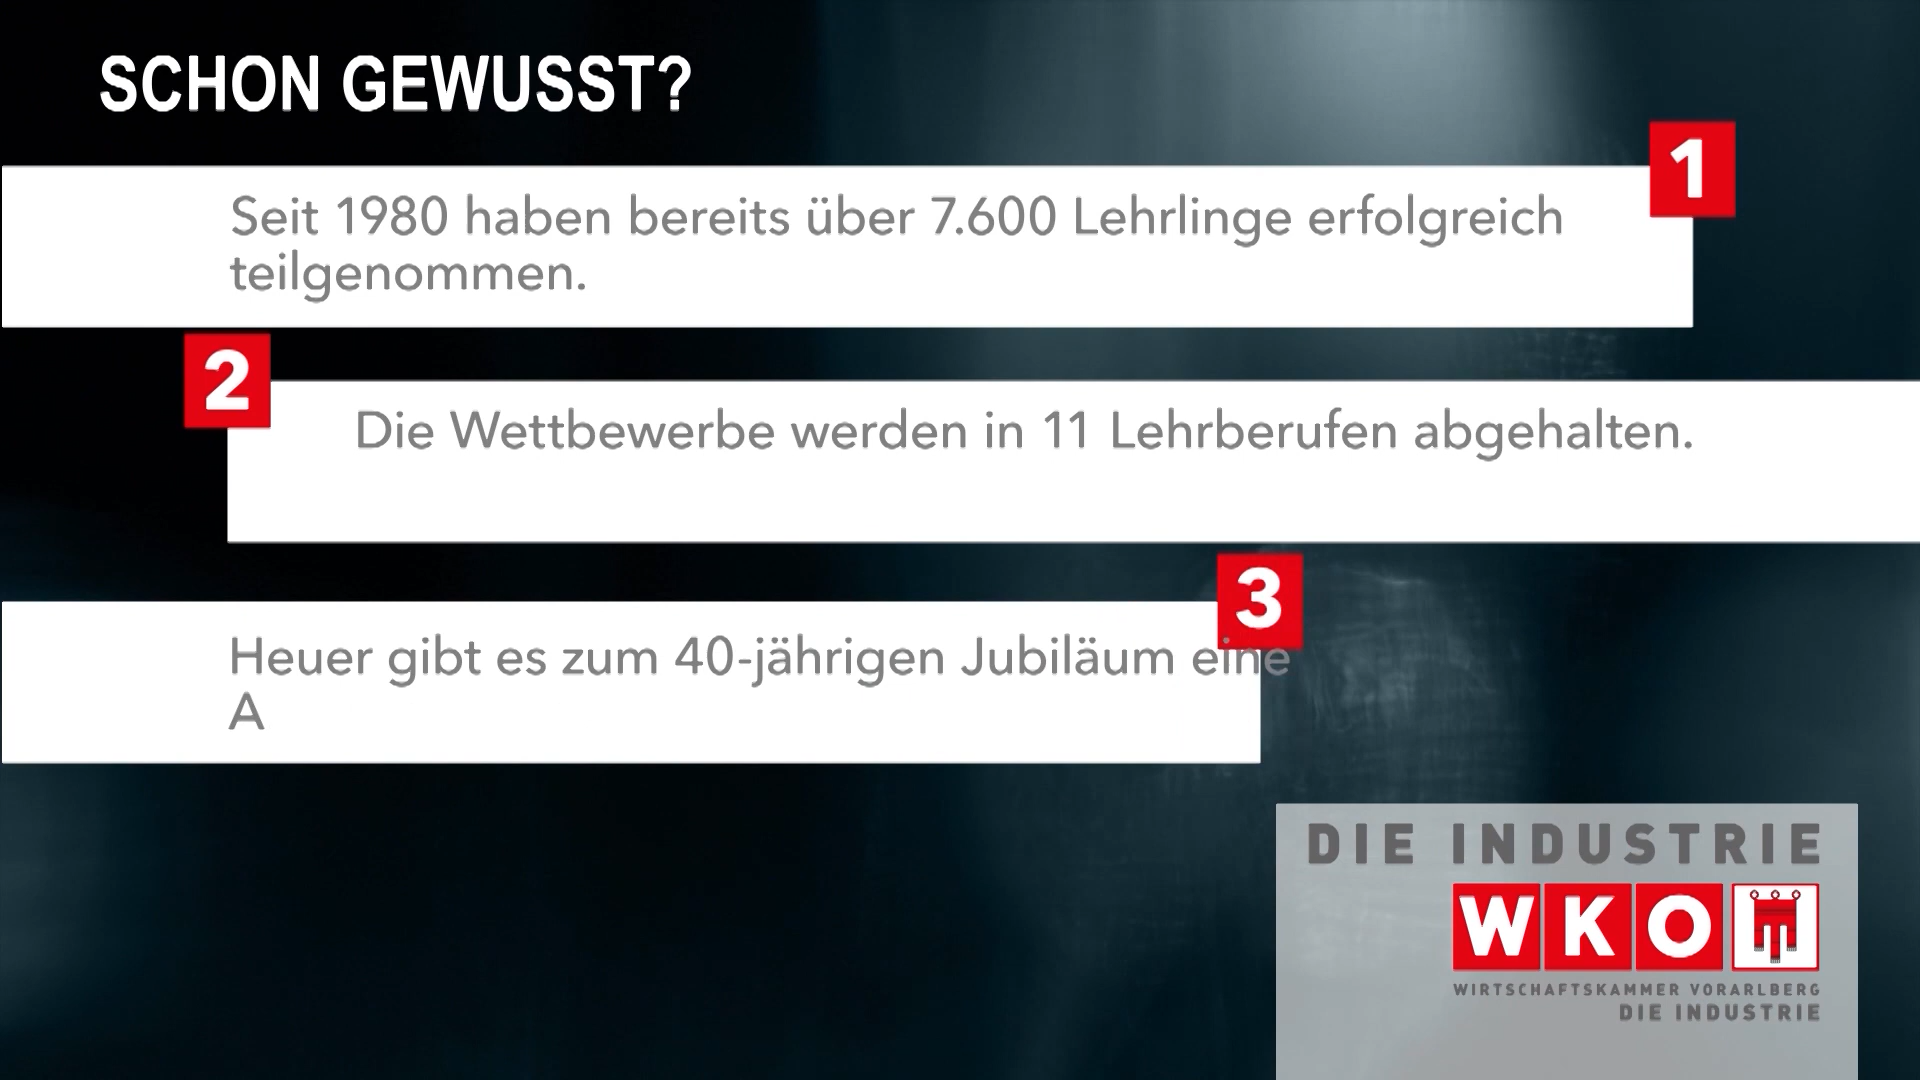 SCHON GEWUSST?
1
Seit 1980 haben bereits über 7.600 Lehrlinge erfolgreich
teilgenommen.
2
Die Wettbewerbe werden in 11 Lehrberufen abgehalten.
3
Heuer gibt es zum 40-jährigen Jubiläum eine
A
DIE INDUSTRIE
WKO
WIRTSCHAFTSKAMMER VORARLBERG
DIE INDUSTRIE